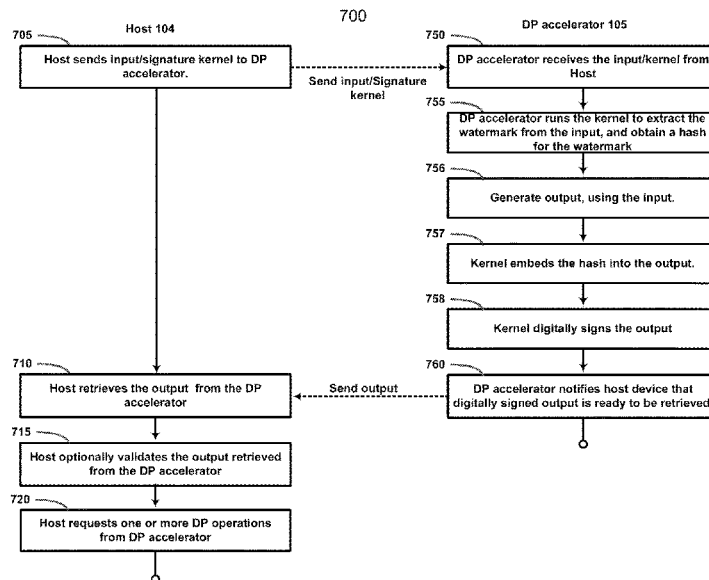 700
Host 104
DP accelerator 105
705
Host sends input/signature kernel to DP
accelerator.
Send input/Signature
kernel
750
DP accelerator receives the input/kernel from
Host
755
DP accelerator runs the kernel to extract the
watermark from the input, and obtain a hash
for the watermark
756
Generate output, using the input.
757
Kernel embeds the hash into the output.
758
Kernel digitally signs the output
760
DP accelerator notifies host device that
digitally signed output is ready to be retrieved
Send output
710
Host retrieves the output from the DP
accelerator
715
Host optionally validates the output retrieved
from the DP accelerator
720
Host requests one or more DP operations
from DP accelerator